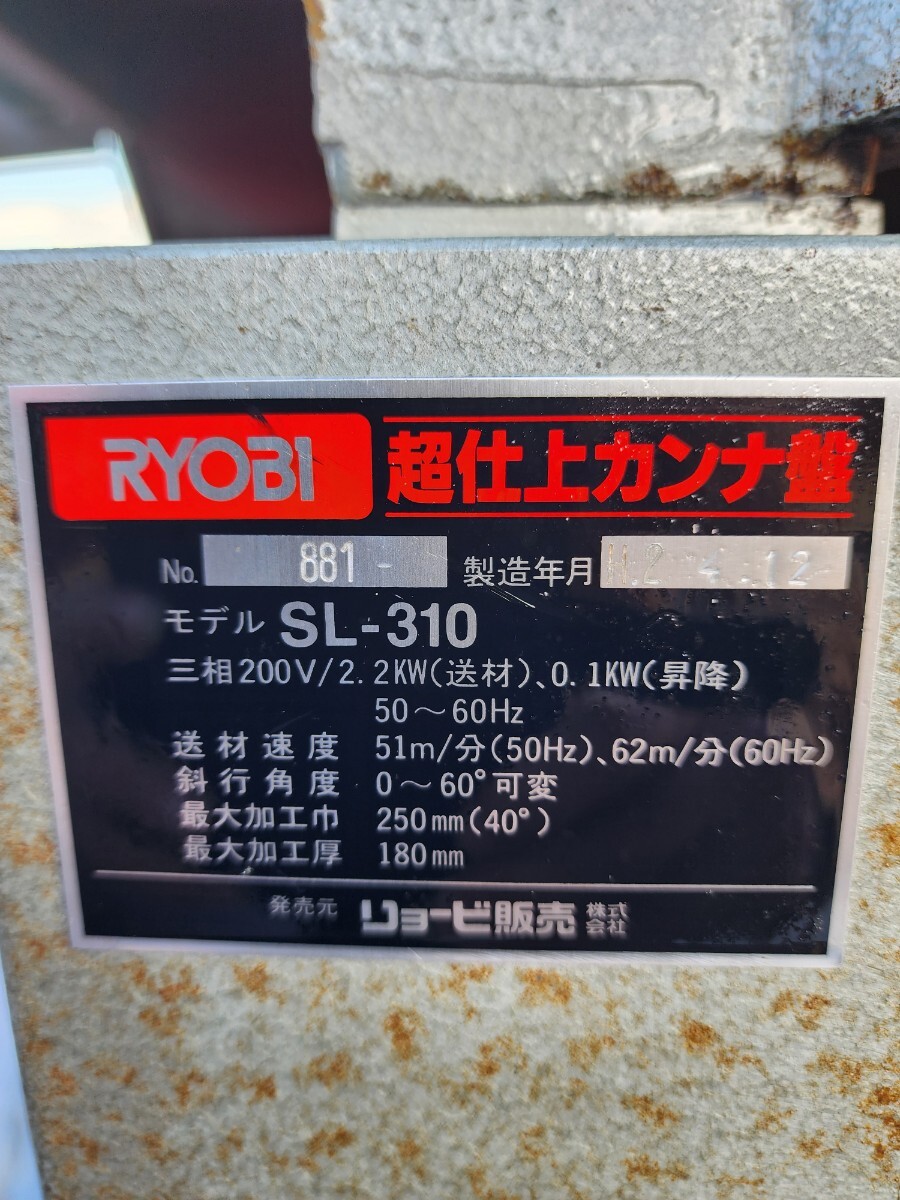 RYOBI 超仕上カンナ盤
No. 881- 製造年月 H.2 4.12
モデル SL-310
三相200V/2.2KW(送材)、0.1KW(昇降)
50～60Hz
送材速度 51m/分(50Hz)、62m/分(60Hz)
斜行角度 0～60°可変
最大加工巾 250mm(40°)
最大加工厚 180mm
発売元 リョービ販売株式会社